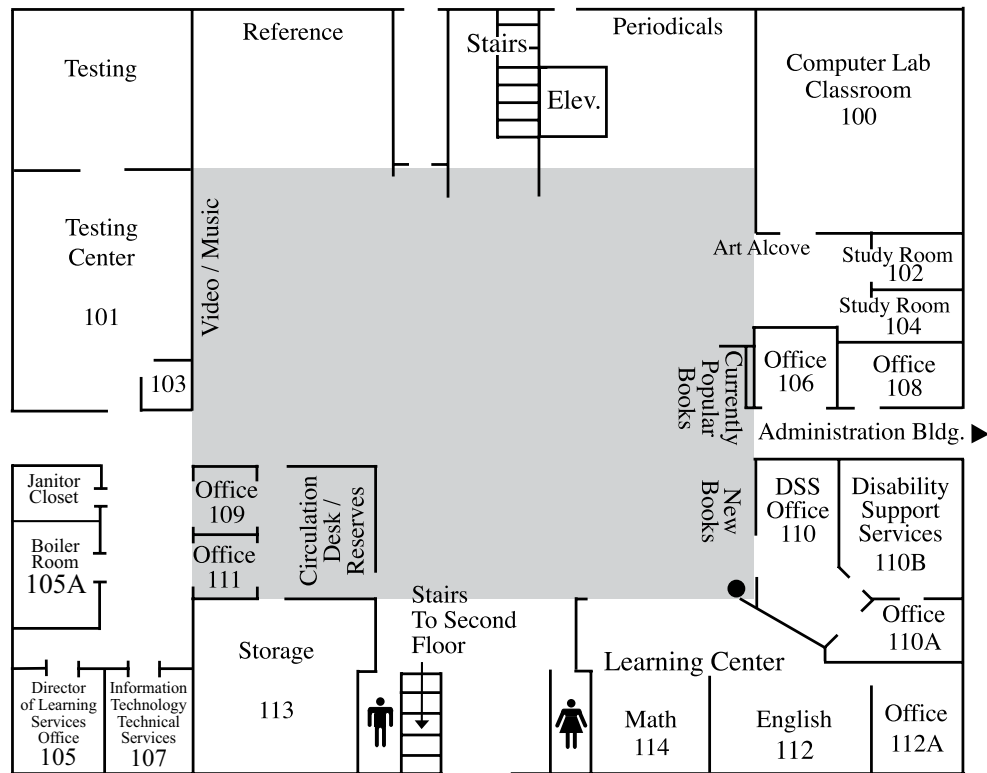 Testing
Reference
Stairs
Periodicals
Elev.
Computer Lab
Classroom
100
Testing
Center
101
Video / Music
103
Art Alcove
Study Room
102
Study Room
104
Office
106
Office
108
Currently
Popular
Books
Administration Bldg.
New
Books
Janitor
Closet
Boiler
Room
105A
Office
109
Office
111
Circulation
Desk /
Reserves
DSS
Office
110
Disability
Support
Services
110B
Office
110A
Stairs
To Second
Floor
Storage
113
Learning Center
Director
of Learning
Services
Office
105
Information
Technology
Technical
Services
107
Math
114
English
112
Office
112A